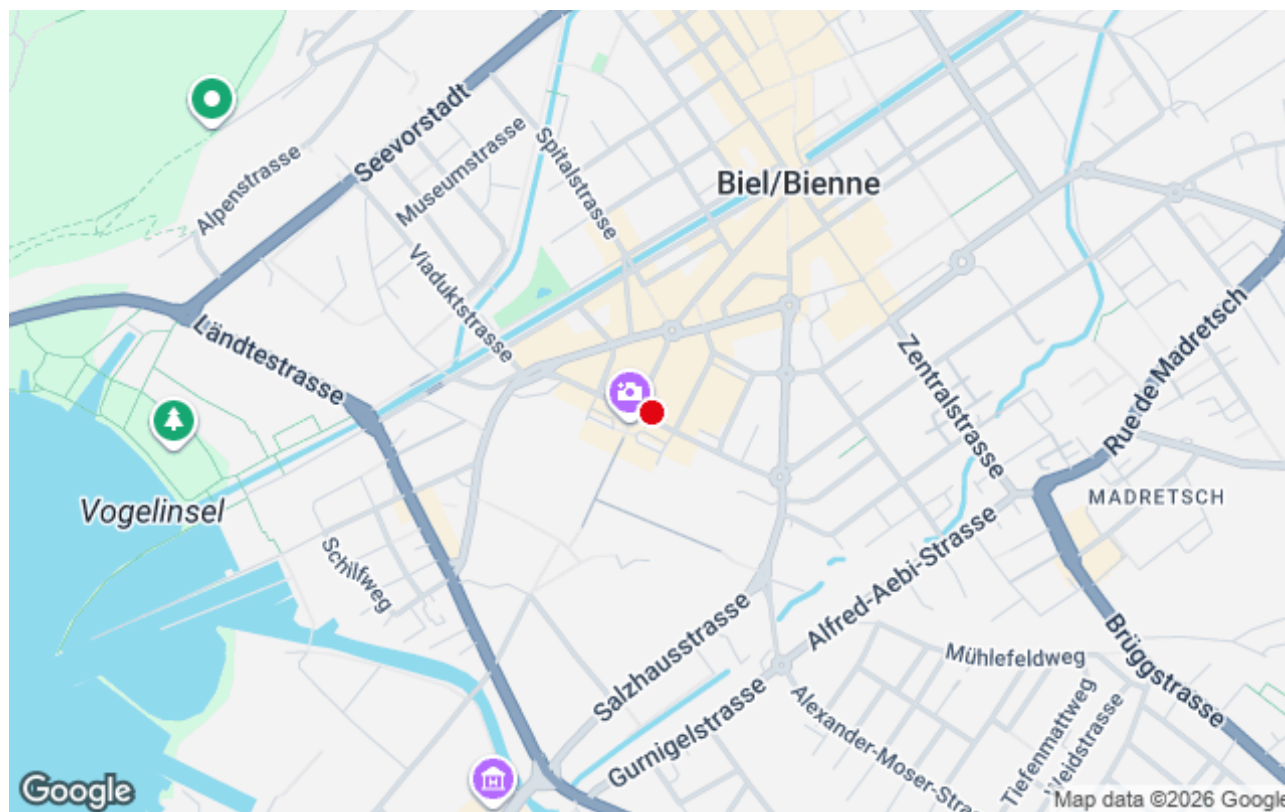 Seevorstadt
Museumstrasse
Spitalstrasse
Alpenstrasse
Biel/Bienne
Viaduktstrasse
Ländtestrasse
Zentralstrasse
Rue de Madretsch
Vogelinsel
MADRETSCH
Schilfweg
Alfred-Aebi-Strasse
Salzhausstrasse
Mühlefeldweg
Brüggstrasse
Gurnigelstrasse
Alexander-Moser-Stra
Tiefenmattweg
Weidstrasse
H
Google
Map data ©2026 Google